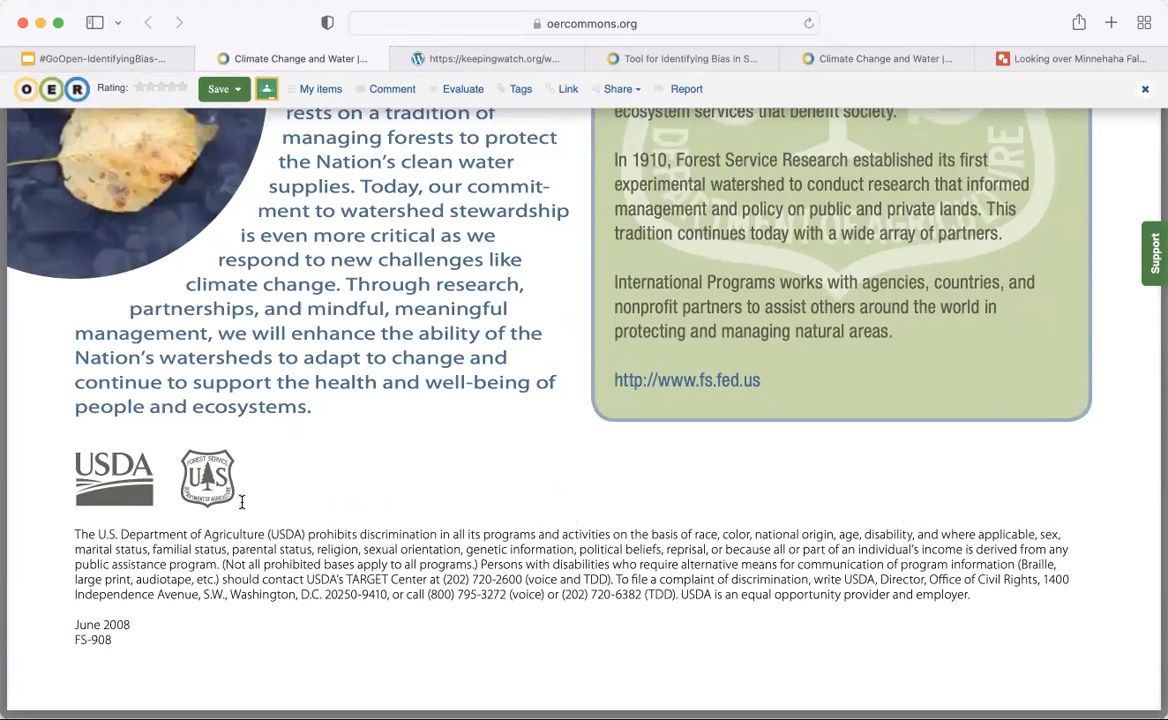 oercommons.org
#GoOpen-IdentifyingBias-...
Climate Change and Water |...
https://keepingwatch.org/w...
Tool for Identifying Bias in S...
Climate Change and Water |...
Looking over Minnehaha Fal...
OER
Rating:
Save
My items
Comment
Evaluate
Tags
Link
Share
Report
rests on a tradition of
managing forests to protect
the Nation's clean water
supplies. Today, our commit-
ment to watershed stewardship
is even more critical as we
respond to new challenges like
climate change. Through research,
partnerships, and mindful, meaningful
management, we will enhance the ability of the
Nation's watersheds to adapt to change and
continue to support the health and well-being of
people and ecosystems.
ecosystem services that benefit society.
In 1910, Forest Service Research established its first
experimental watershed to conduct research that informed
management and policy on public and private lands. This
tradition continues today with a wide array of partners.
International Programs works with agencies, countries, and
nonprofit partners to assist others around the world in
protecting and managing natural areas.
http://www.fs.fed.us
DEPARTMENT OF AGRICULTURE
Support
USDA
FOREST SERVICE
U S
DEPARTMENT OF AGRICULTURE
The U.S. Department of Agriculture (USDA) prohibits discrimination in all its programs and activities on the basis of race, color, national origin, age, disability, and where applicable, sex,
marital status, familial status, parental status, religion, sexual orientation, genetic information, political beliefs, reprisal, or because all or part of an individual's income is derived from any
public assistance program. (Not all prohibited bases apply to all programs.) Persons with disabilities who require alternative means for communication of program information (Braille,
large print, audiotape, etc.) should contact USDA's TARGET Center at (202) 720-2600 (voice and TDD). To file a complaint of discrimination, write USDA, Director, Office of Civil Rights, 1400
Independence Avenue, S.W., Washington, D.C. 20250-9410, or call (800) 795-3272 (voice) or (202) 720-6382 (TDD). USDA is an equal opportunity provider and employer.
June 2008
FS-908